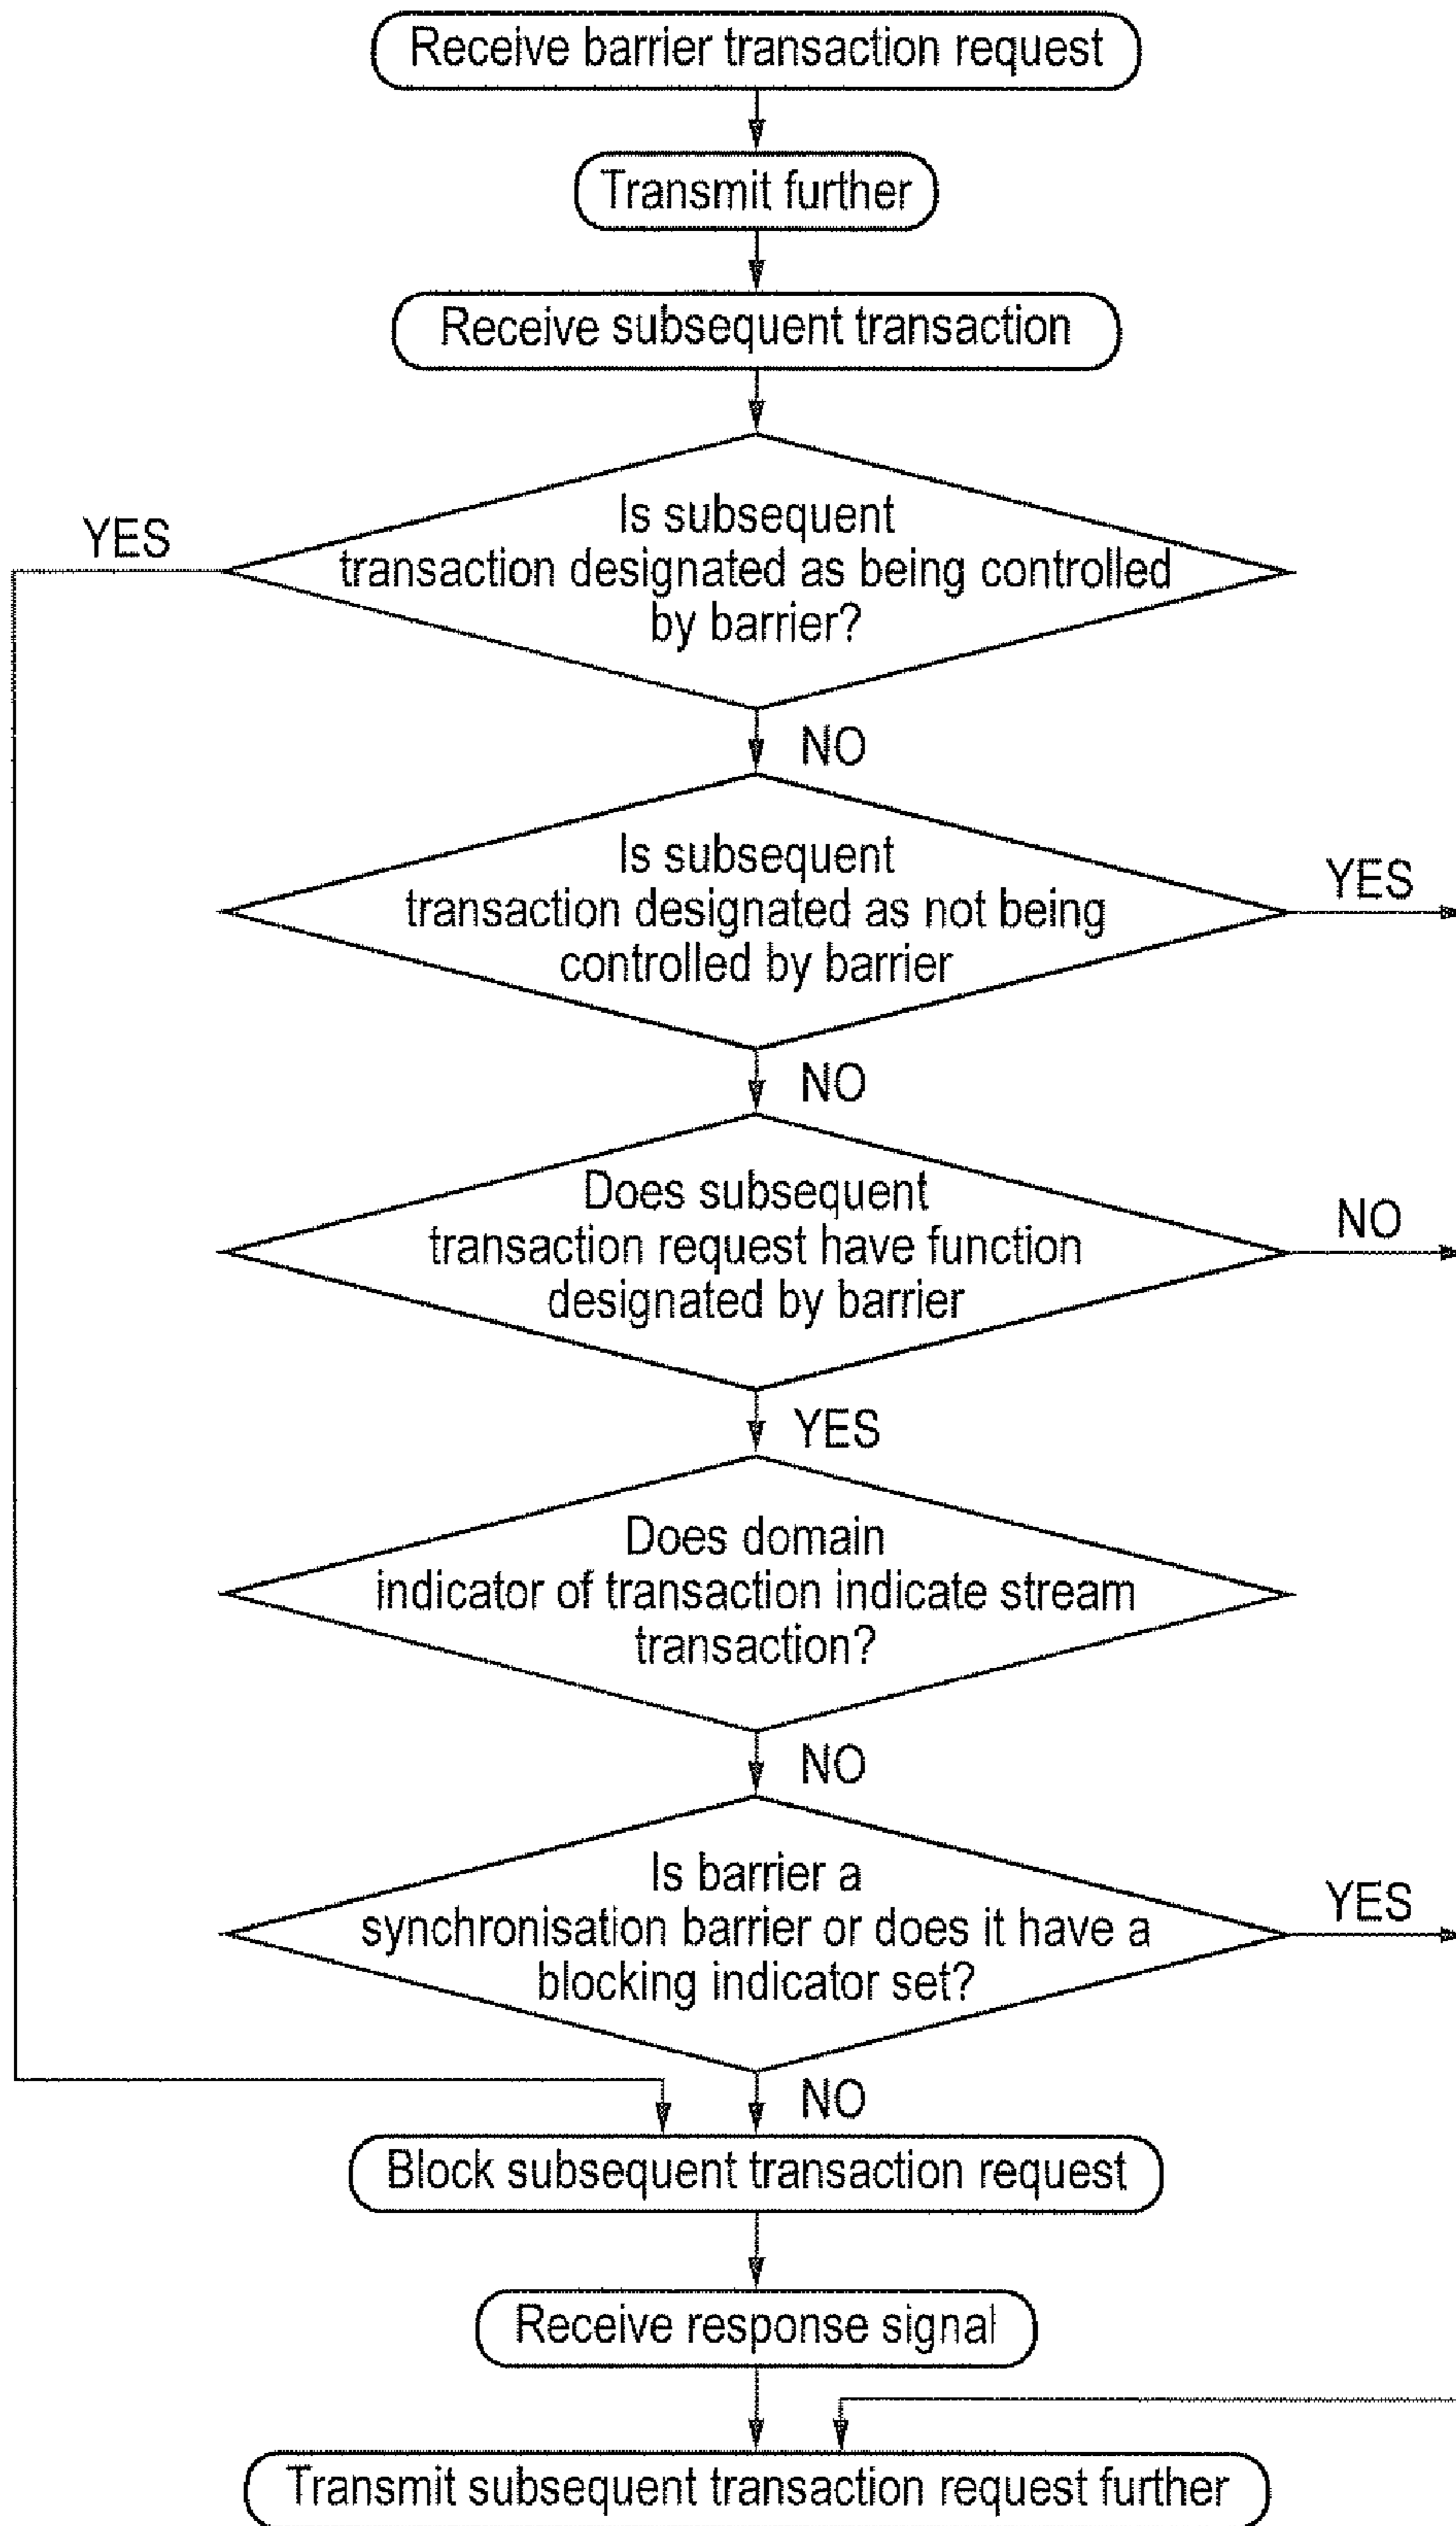 Receive barrier transaction request
Transmit further
Receive subsequent transaction
Is subsequent
transaction designated as being controlled
by barrier?
YES
NO
Is subsequent
transaction designated as not being
controlled by barrier
YES
NO
Does subsequent
transaction request have function
designated by barrier
NO
YES
Does domain
indicator of transaction indicate stream
transaction?
NO
Is barrier a
synchronisation barrier or does it have a
blocking indicator set?
YES
NO
Block subsequent transaction request
Receive response signal
Transmit subsequent transaction request further